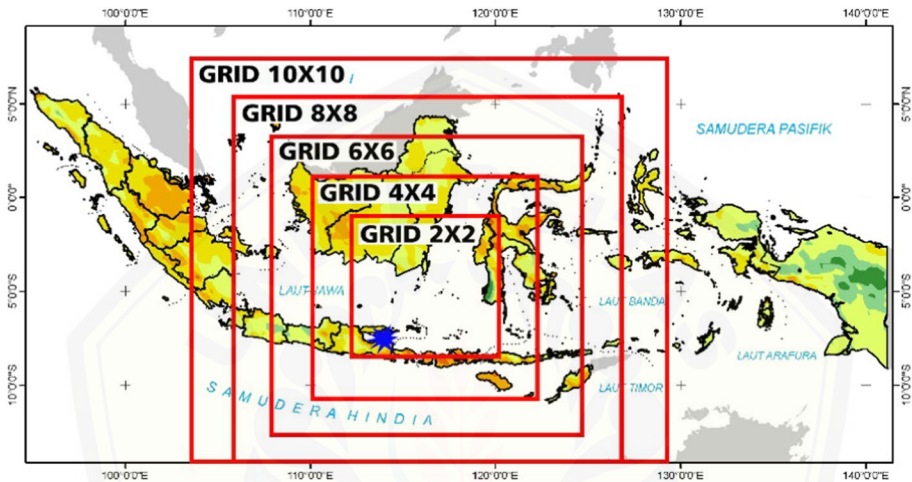 100°0'0"E 110°0'0"E 120°0'0"E 130°0'0"E 140°0'0"E
GRID 10X10
GRID 8X8
GRID 6X6
GRID 4X4
GRID 2X2
SAMUDERA PASIFIK
LAUT JAWA
LAUT BANDA
LAUT ARAFURA
LAUT TIMOR
SAMUDERA HINDIA
5°0'0"N
0°0'0"
5°0'0"S
10°0'0"S
5°0'0"N
0°0'0"
5°0'0"S
10°0'0"S
100°0'0"E 110°0'0"E 120°0'0"E 130°0'0"E 140°0'0"E